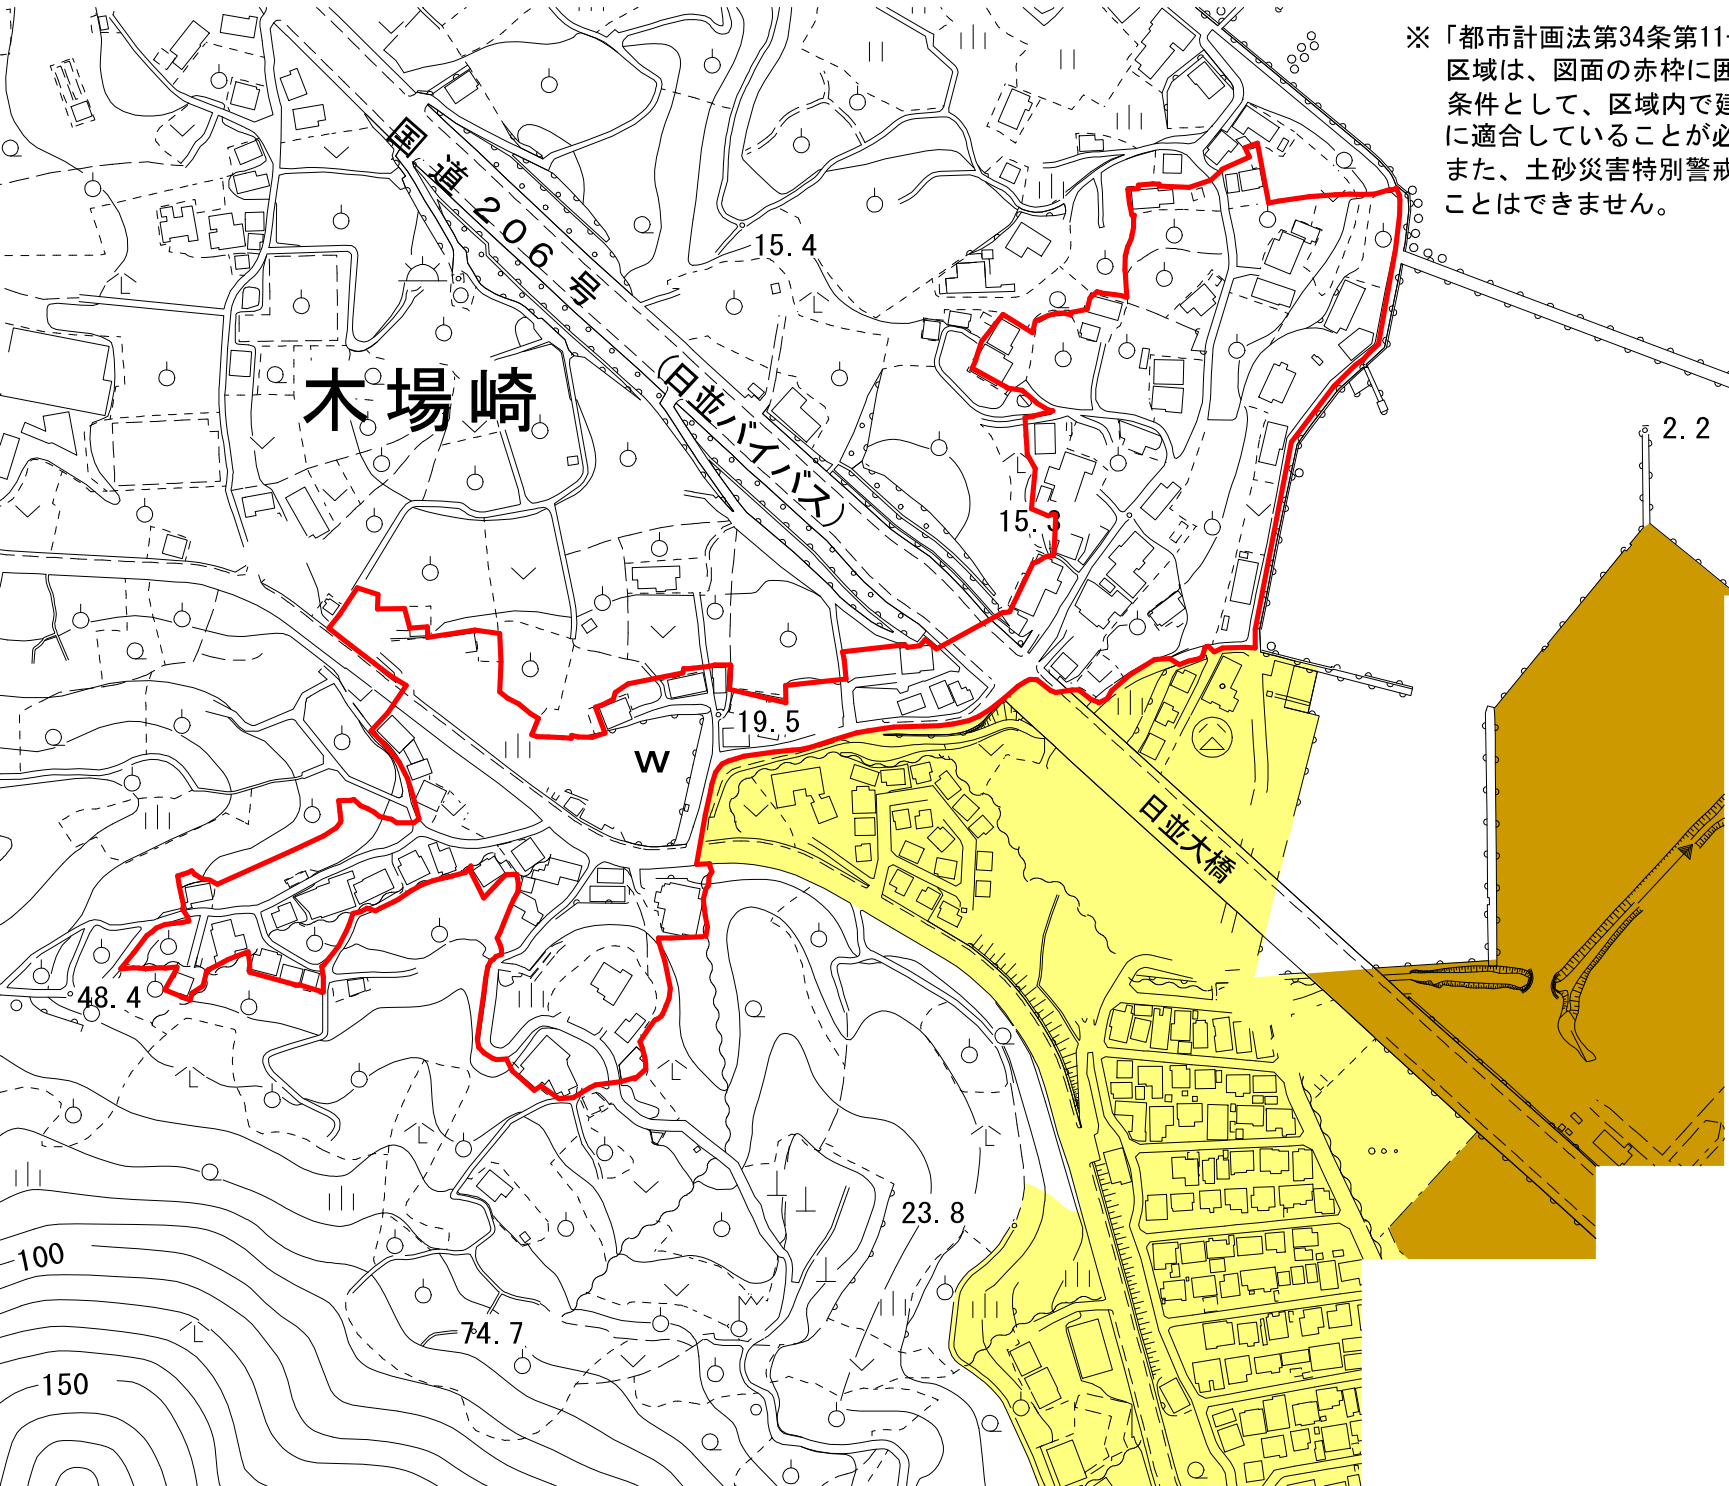 ※「都市計画法第34条第11
区域は、図面の赤枠に囲
条件として、区域内で建
に適合していることが必
また、土砂災害特別警戒
ことはできません。
国道206号
(日並バイパス)
15.4
木場崎
2.2
15.3
19.5
W
日並大橋
48.4
23.8
100
74.7
150